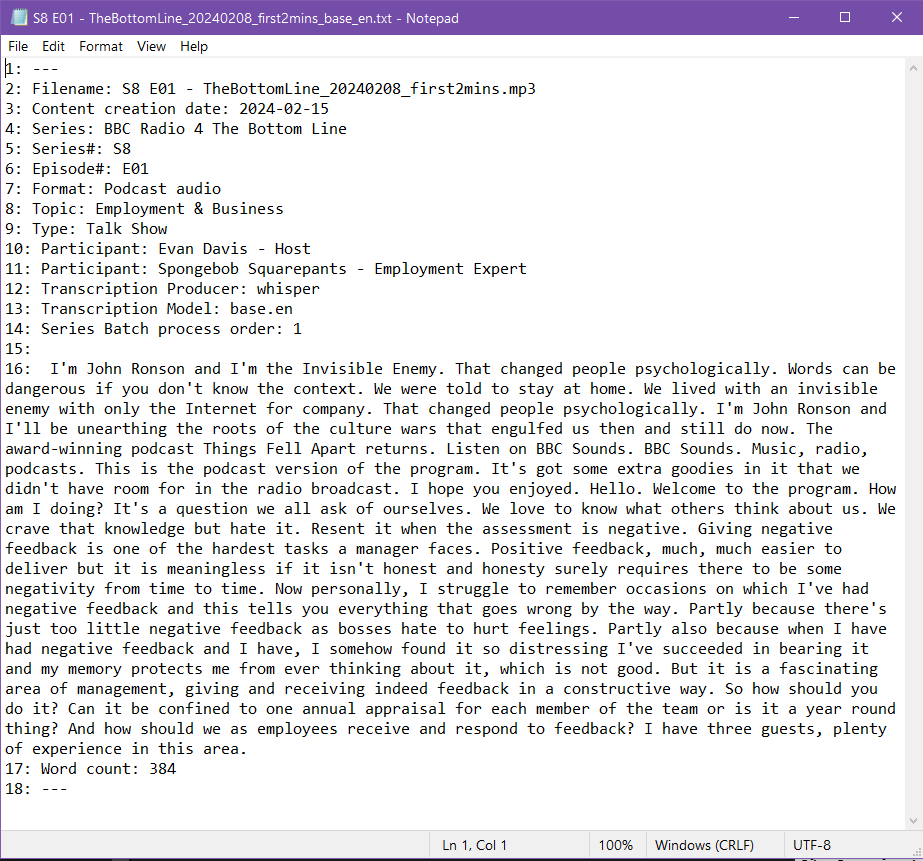 S8 E01 - TheBottomLine_20240208_first2mins_base_en.txt - Notepad
File Edit Format View Help
1: ---
2: Filename: S8 E01 - TheBottomLine_20240208_first2mins.mp3
3: Content creation date: 2024-02-15
4: Series: BBC Radio 4 The Bottom Line
5: Series#: S8
6: Episode#: E01
7: Format: Podcast audio
8: Topic: Employment & Business
9: Type: Talk Show
10: Participant: Evan Davis - Host
11: Participant: Spongebob Squarepants - Employment Expert
12: Transcription Producer: whisper
13: Transcription Model: base.en
14: Series Batch process order: 1
15:
16:  I'm John Ronson and I'm the Invisible Enemy. That changed people psychologically. Words can be
dangerous if you don't know the context. We were told to stay at home. We lived with an invisible
enemy with only the Internet for company. That changed people psychologically. I'm John Ronson and
I'll be unearthing the roots of the culture wars that engulfed us then and still do now. The
award-winning podcast Things Fell Apart returns. Listen on BBC Sounds. BBC Sounds. Music, radio,
podcasts. This is the podcast version of the program. It's got some extra goodies in it that we
didn't have room for in the radio broadcast. I hope you enjoyed. Hello. Welcome to the program. How
am I doing? It's a question we all ask of ourselves. We love to know what others think about us. We
crave that knowledge but hate it. Resent it when the assessment is negative. Giving negative
feedback is one of the hardest tasks a manager faces. Positive feedback, much, much easier to
deliver but it is meaningless if it isn't honest and honesty surely requires there to be some
negativity from time to time. Now personally, I struggle to remember occasions on which I've had
negative feedback and this tells you everything that goes wrong by the way. Partly because there's
just too little negative feedback as bosses hate to hurt feelings. Partly also because when I have
had negative feedback and I have, I somehow found it so distressing I've succeeded in bearing it
and my memory protects me from ever thinking about it, which is not good. But it is a fascinating
area of management, giving and receiving indeed feedback in a constructive way. So how should you
do it? Can it be confined to one annual appraisal for each member of the team or is it a year round
thing? And how should we as employees receive and respond to feedback? I have three guests, plenty
of experience in this area.
17: Word count: 384
18: ---
Ln 1, Col 1 100% Windows (CRLF) UTF-8